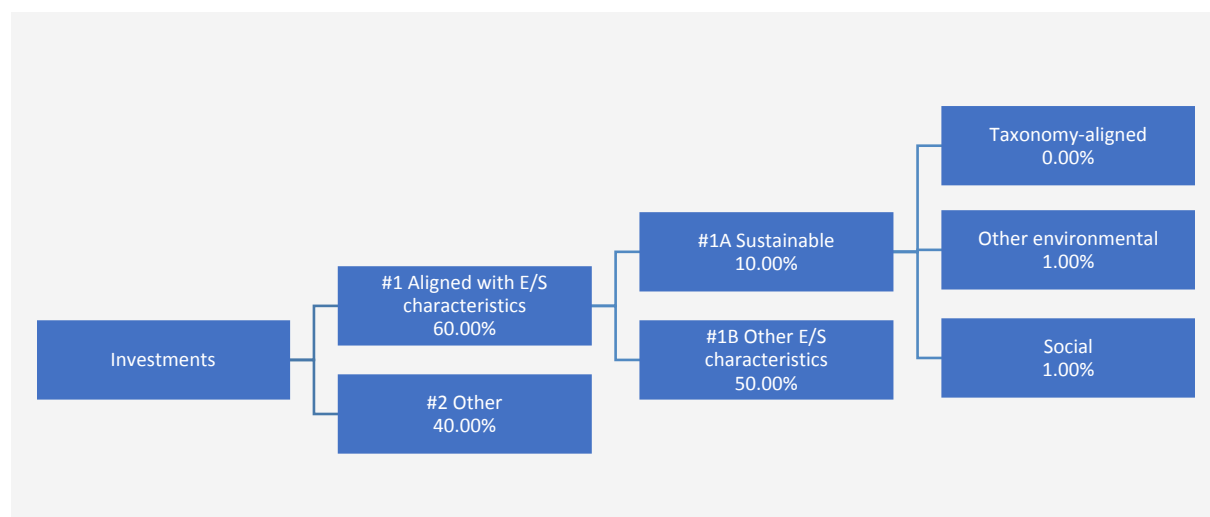 Investments
#1 Aligned with E/S
characteristics
60.00%
#2 Other
40.00%
#1A Sustainable
10.00%
#1B Other E/S
characteristics
50.00%
Taxonomy-aligned
0.00%
Other environmental
1.00%
Social
1.00%